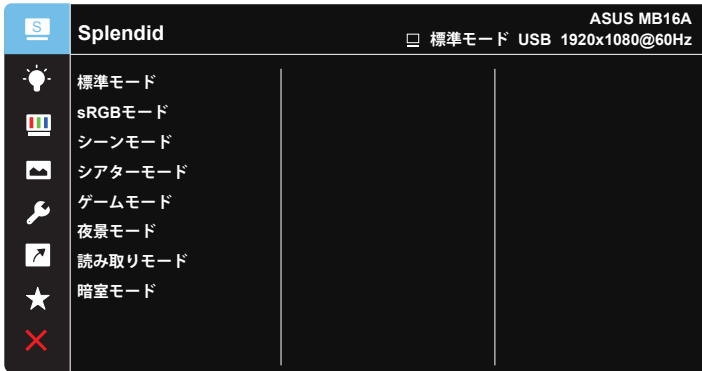 S
Splendid
ASUS MB16A
標準モード USB 1920x1080@60Hz
標準モード
sRGBモード
シーンモード
シアターモード
ゲームモード
夜景モード
読み取りモード
暗室モード